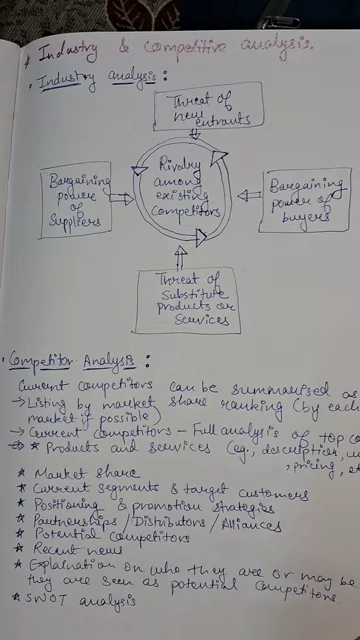 * Industry & competitive analysis.
• Industry analysis :
Threat of
new
entrants
Bargaining
power
of
Suppliers
Rivalry
among
existing
Competitors
Bargaining
power of
buyers
Threat of
Substitute
Products or
Services
• Competitor Analysis :
Current competitors can be summarised as
→ Listing by market share ranking (by each
market if possible)
→ Current competitors - Full analysis of top
⇒ * Products and services (eg., description,
, pricing,
* Market share
* Current segments & target customers
* Positioning & promotion strategies
* Partnerships / Distributors / Alliances
* Potential competitors
* Recent news
* Explaination on who they are or may be
they are seen as potential competitors.
* SWOT analysis